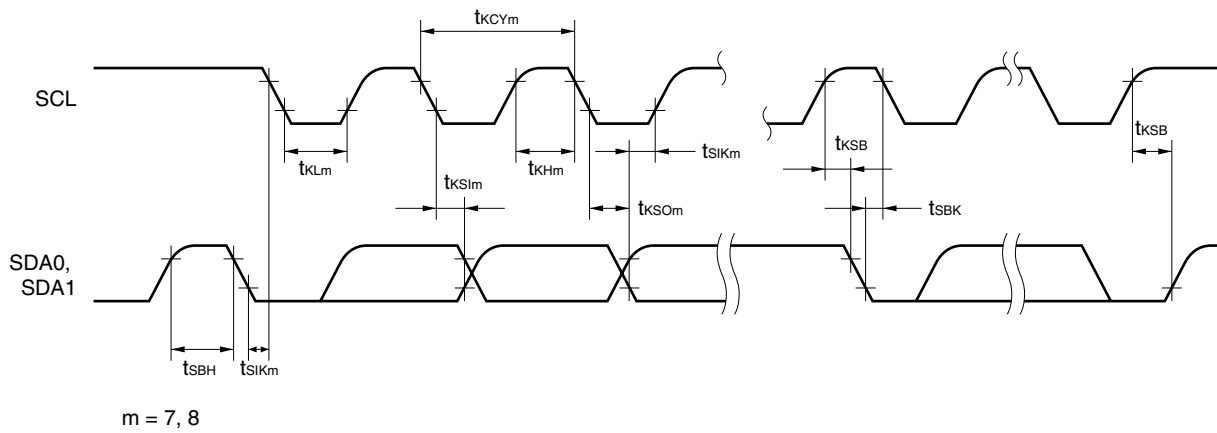 tKCYm
SCL
tKLm
tKSIm
tKHm
tSIKm
tKSOm
tKSB
tSBK
tKSB
SDA0,
SDA1
tSBH
tSIKm
m = 7, 8